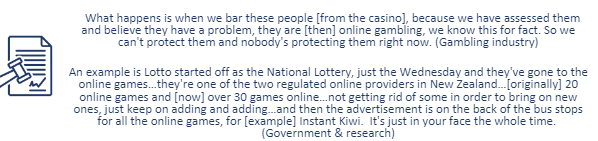 What happens is when we bar these people [from the casino], because we have assessed them
and believe they have a problem, they are [then] online gambling, we know this for fact. So we
can't protect them and nobody's protecting them right now. (Gambling industry)
An example is Lotto started off as the National Lottery, just the Wednesday and they've gone to the
online games...they're one of the two regulated online providers in New Zealand...[originally] 20
online games and [now] over 30 games online...not getting rid of some in order to bring on new
ones, just keep on adding and adding...and then the advertisement is on the back of the bus stops
for all the online games, for [example] Instant Kiwi. It's just in your face the whole time.
(Government & research)